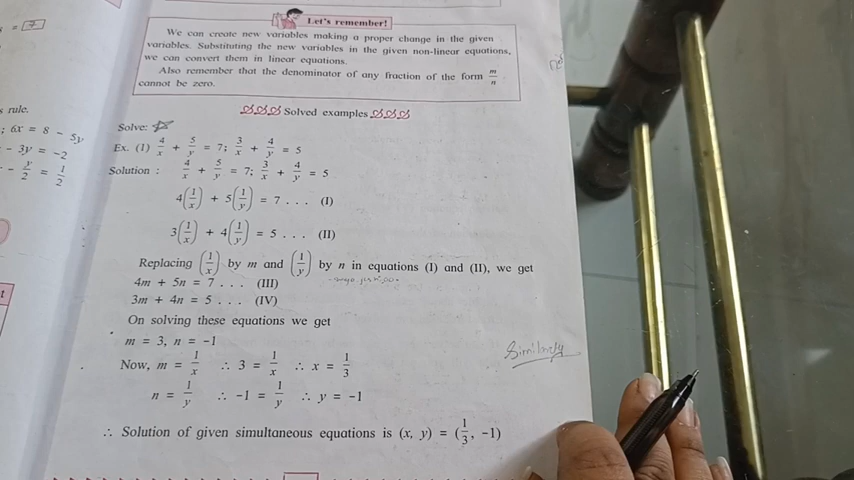 = 7
Let's remember!
We can create new variables making a proper change in the given
variables. Substituting the new variables in the given non-linear equations,
we can convert them in linear equations.
Also remember that the denominator of any fraction of the form m/n
cannot be zero.
Solved examples
s rule.
; 6x = 8 - 5y
- 3y = -2
- y/2 = 1/2
t
Solve:
Ex. (1) 4/x + 5/y = 7; 3/x + 4/y = 5
Solution : 4/x + 5/y = 7; 3/x + 4/y = 5
4(1/x) + 5(1/y) = 7 . . . (I)
3(1/x) + 4(1/y) = 5 . . . (II)
Replacing (1/x) by m and (1/y) by n in equations (I) and (II), we get
4m + 5n = 7 . . . (III)
3m + 4n = 5 . . . (IV)
On solving these equations we get
m = 3, n = -1
Now, m = 1/x ∴ 3 = 1/x ∴ x = 1/3
n = 1/y ∴ -1 = 1/y ∴ y = -1
∴ Solution of given simultaneous equations is (x, y) = (1/3, -1)